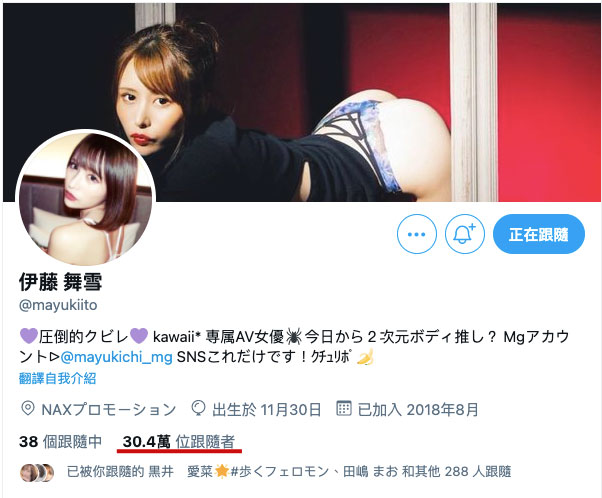 正在跟隨
伊藤 舞雪
@mayukiito
💜圧倒的クビレ💜 kawaii* 専属AV女優🕷今日から２次元ボディ推し？ Mgアカウ
ント▷@mayukichi_mg SNSこれだけです！ｸﾁｭﾘﾎﾟ🍌
翻譯自我介紹
NAXプロモーション 出生於 11月30日 已加入 2018年8月
38 個跟隨中 30.4萬 位跟隨者
已被你跟隨的 黒井　愛菜🌟#歩くフェロモン、田嶋 まお 和其他 288 人跟隨